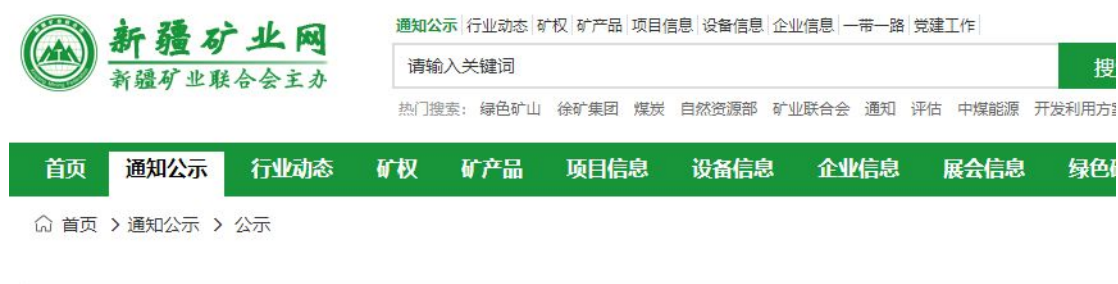 新疆矿业网
新疆矿业联合会主办
通知公示 行业动态 矿权 矿产品 项目信息 设备信息 企业信息 一带一路 党建工作
请输入关键词
搜
热门搜索： 绿色矿山 徐矿集团 煤炭 自然资源部 矿业联合会 通知 评估 中煤能源 开发利用方案
首页 通知公示 行业动态 矿权 矿产品 项目信息 设备信息 企业信息 展会信息 绿色
首页 > 通知公示 > 公示